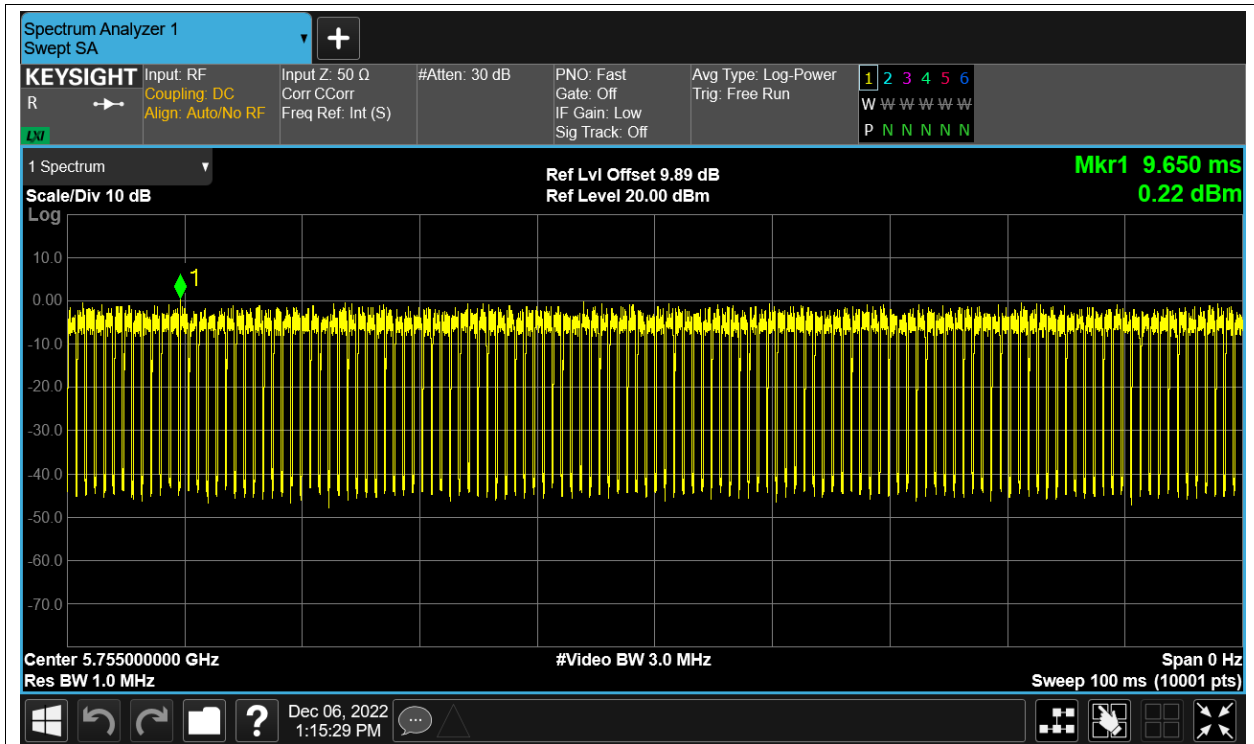 Spectrum Analyzer 1
Swept SA
+
KEYSIGHT
R
LXI
Input: RF
Coupling: DC
Align: Auto/No RF
Input Z: 50 Ω
Corr CCorr
Freq Ref: Int (S)
#Atten: 30 dB
PNO: Fast
Gate: Off
IF Gain: Low
Sig Track: Off
Avg Type: Log-Power
Trig: Free Run
1 2 3 4 5 6
W W W W W W
P N N N N N
1 Spectrum
Scale/Div 10 dB
Log
Ref Lvl Offset 9.89 dB
Ref Level 20.00 dBm
Mkr1 9.650 ms
0.22 dBm
1
10.0
0.00
-10.0
-20.0
-30.0
-40.0
-50.0
-60.0
-70.0
Center 5.755000000 GHz
#Video BW 3.0 MHz
Span 0 Hz
Res BW 1.0 MHz
Sweep 100 ms (10001 pts)
?
Dec 06, 2022
1:15:29 PM